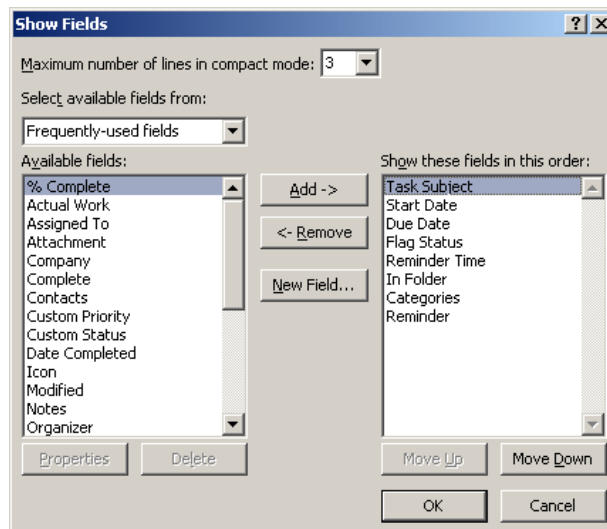 Show Fields
Maximum number of lines in compact mode: 3
Select available fields from:
Frequently-used fields
Available fields:
% Complete
Actual Work
Assigned To
Attachment
Company
Complete
Contacts
Custom Priority
Custom Status
Date Completed
Icon
Modified
Notes
Organizer
Properties
Delete
Add ->
<- Remove
New Field...
Show these fields in this order:
Task Subject
Start Date
Due Date
Flag Status
Reminder Time
In Folder
Categories
Reminder
Move Up
Move Down
OK
Cancel